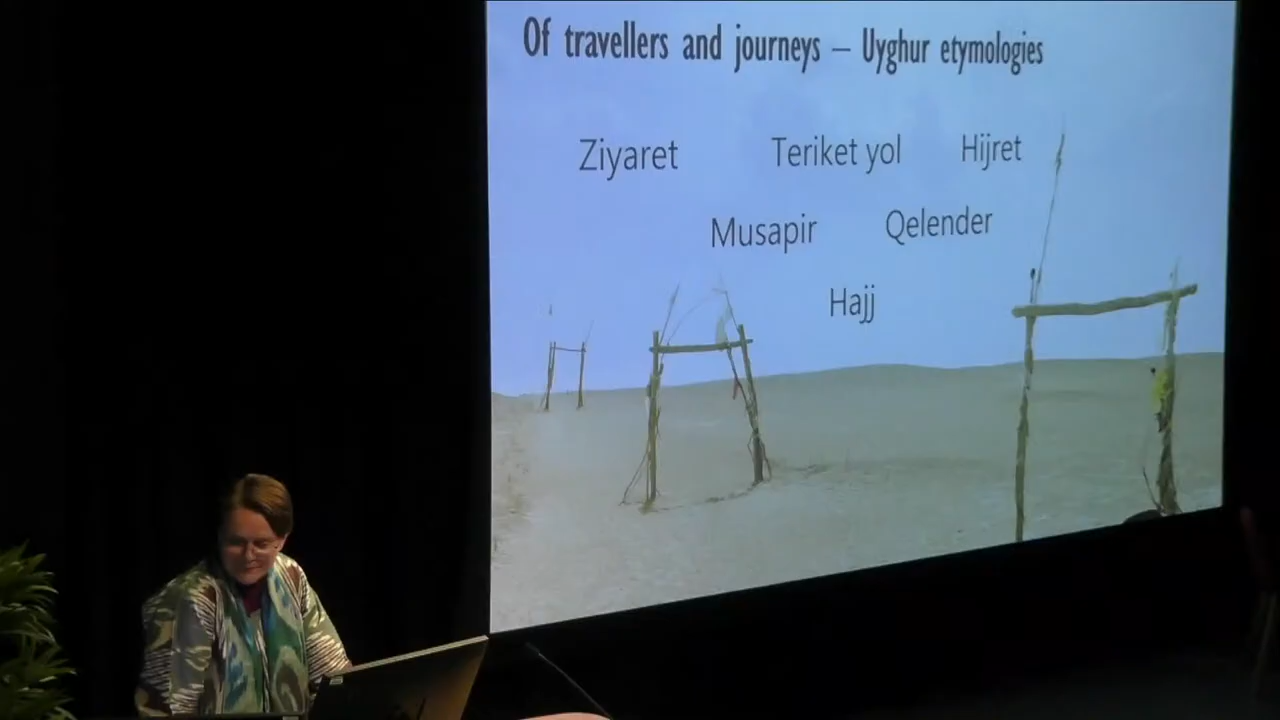 Of travellers and journeys – Uyghur etymologies
Ziyaret Teriket yol Hijret
Musapir Qelender
Hajj